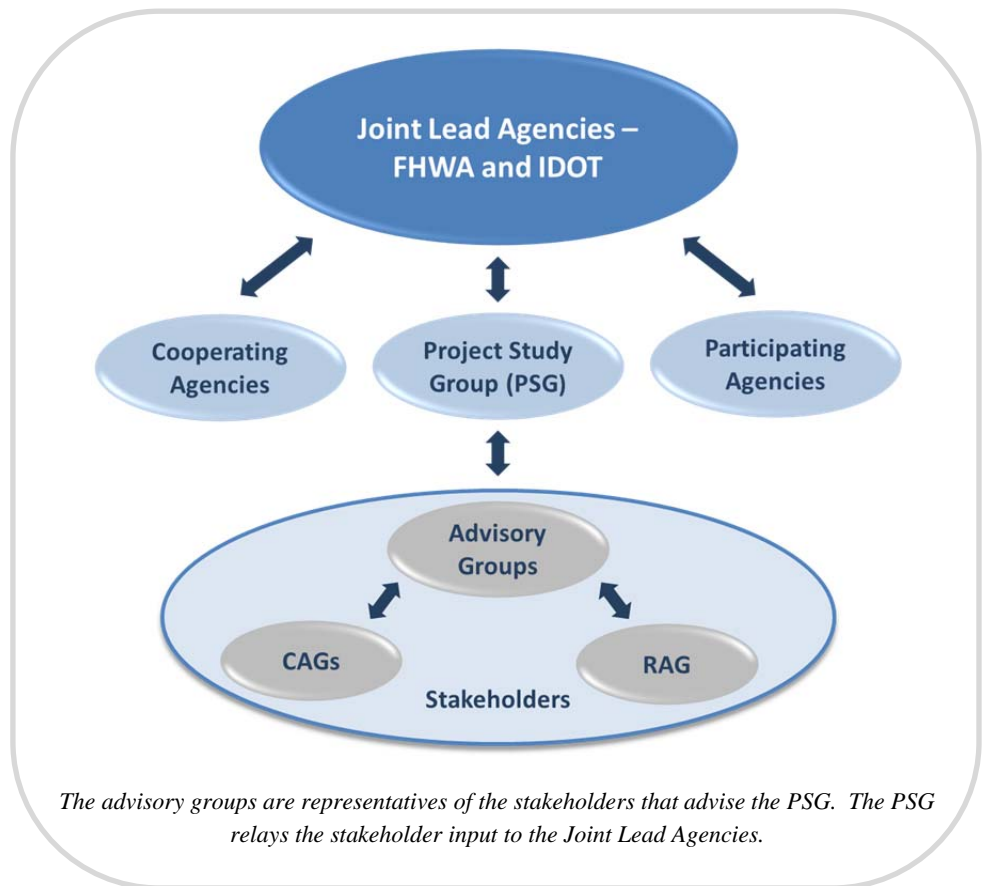 Joint Lead Agencies –
FHWA and IDOT
Cooperating
Agencies
Project Study
Group (PSG)
Participating
Agencies
Advisory
Groups
CAGs
RAG
Stakeholders
The advisory groups are representatives of the stakeholders that advise the PSG.  The PSG
relays the stakeholder input to the Joint Lead Agencies.